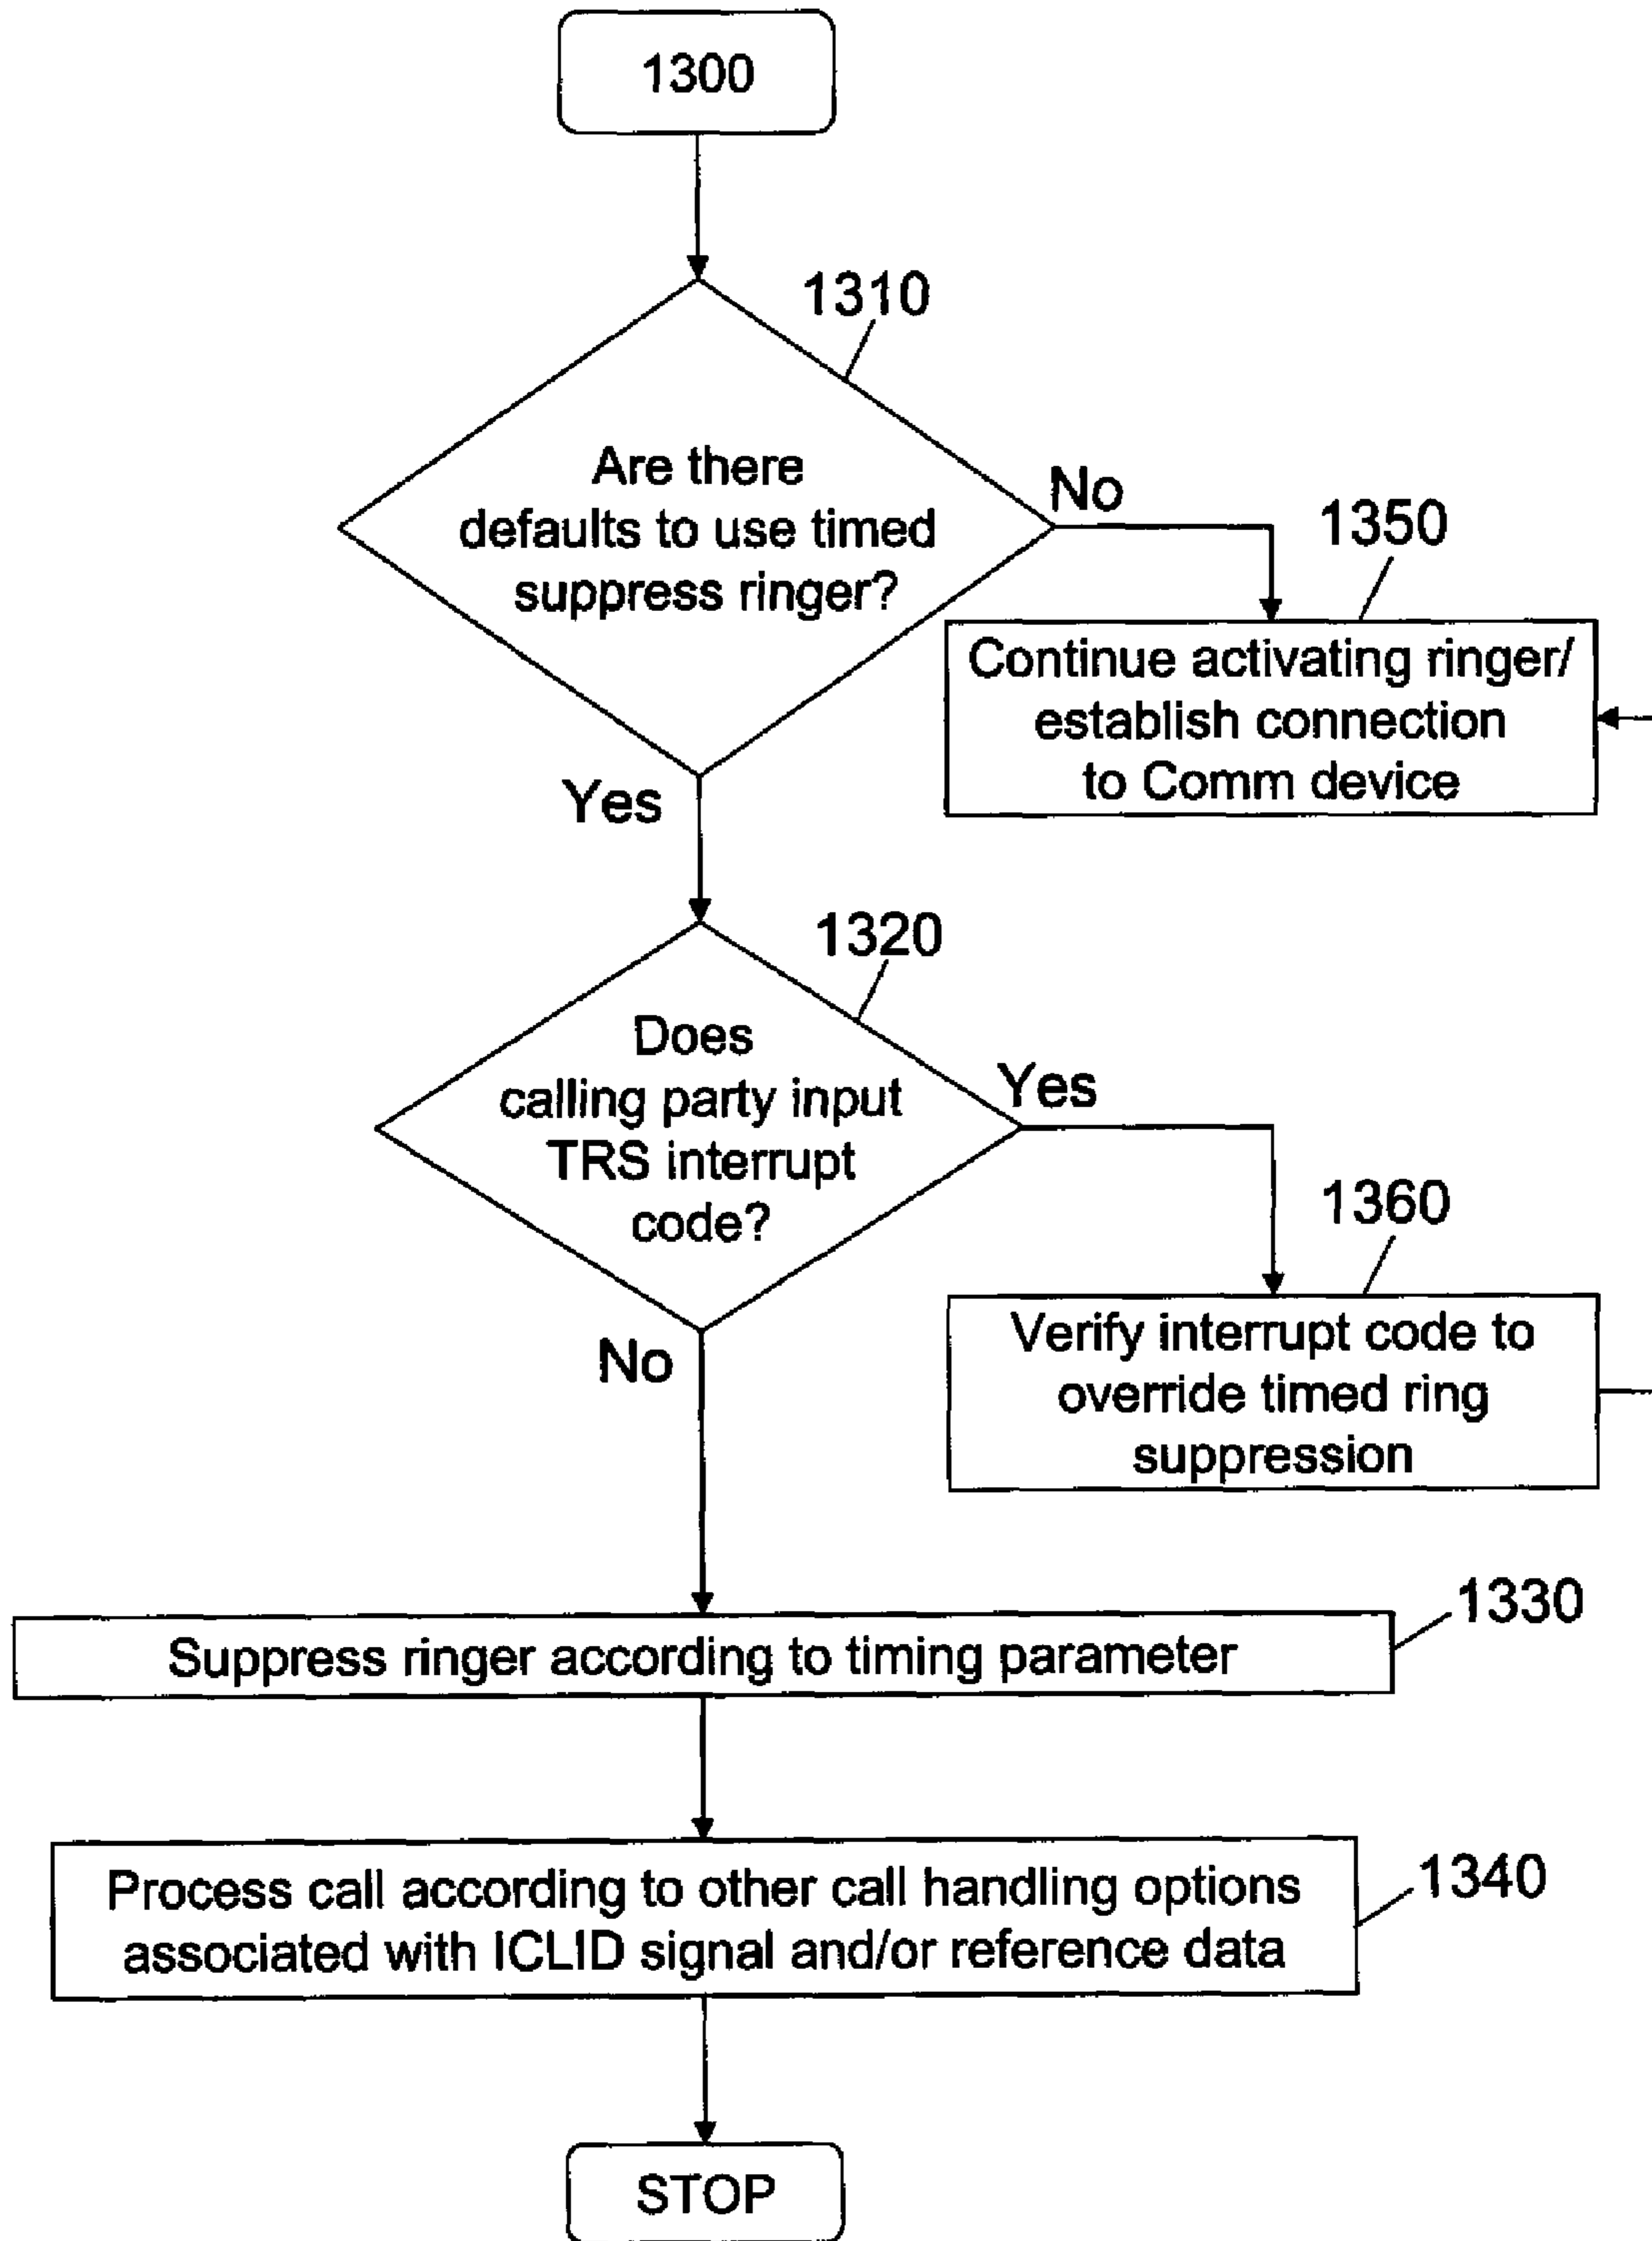 1300
1310
Are there
defaults to use timed
suppress ringer?
No
1350
Continue activating ringer/
establish connection
to Comm device
Yes
1320
Does
calling party input
TRS interrupt
code?
Yes
1360
Verify interrupt code to
override timed ring
suppression
No
1330
Suppress ringer according to timing parameter
1340
Process call according to other call handling options
associated with ICLID signal and/or reference data
STOP